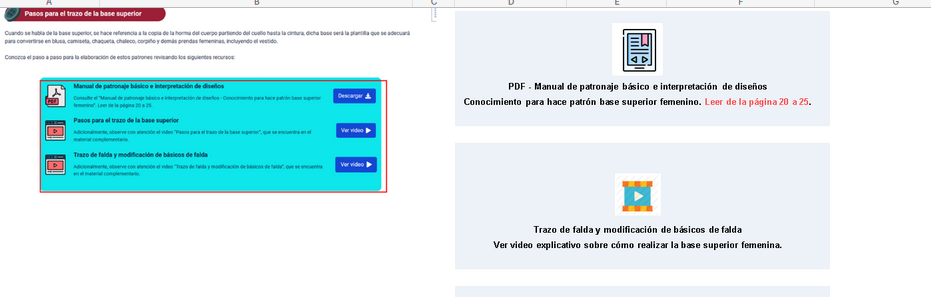 A
B
C
D
E
F
G
Pasos para el trazo de la base superior
Cuando se habla de la base superior, se hace referencia a la copia de la horma del cuerpo partiendo del cuello hasta la cintura, dicha base será la plantilla que se adecuará
para convertirse en blusa, camiseta, chaqueta, chaleco, corpiño y demás prendas femeninas, incluyendo el vestido.
Conozca el paso a paso para la elaboración de estos patrones revisando los siguientes recursos:
Manual de patronaje básico e interpretación de diseños
Consulte el "Manual de patronaje básico e interpretación de diseños - Conocimiento para hace patrón base superior
femenino". Leer de la página 20 a 25.
Descargar
PDF
Pasos para el trazo de la base superior
Adicionalmente, observe con atención el video "Pasos para el trazo de la base superior", que se encuentra en el
material complementario.
Ver video
Trazo de falda y modificación de básicos de falda
Adicionalmente, observe con atención el video "Trazo de falda y modificación de básicos de falda", que se encuentra
en el material complementario.
Ver video
PDF - Manual de patronaje básico e interpretación de diseños
Conocimiento para hace patrón base superior femenino. Leer de la página 20 a 25.
Trazo de falda y modificación de básicos de falda
Ver video explicativo sobre cómo realizar la base superior femenina.